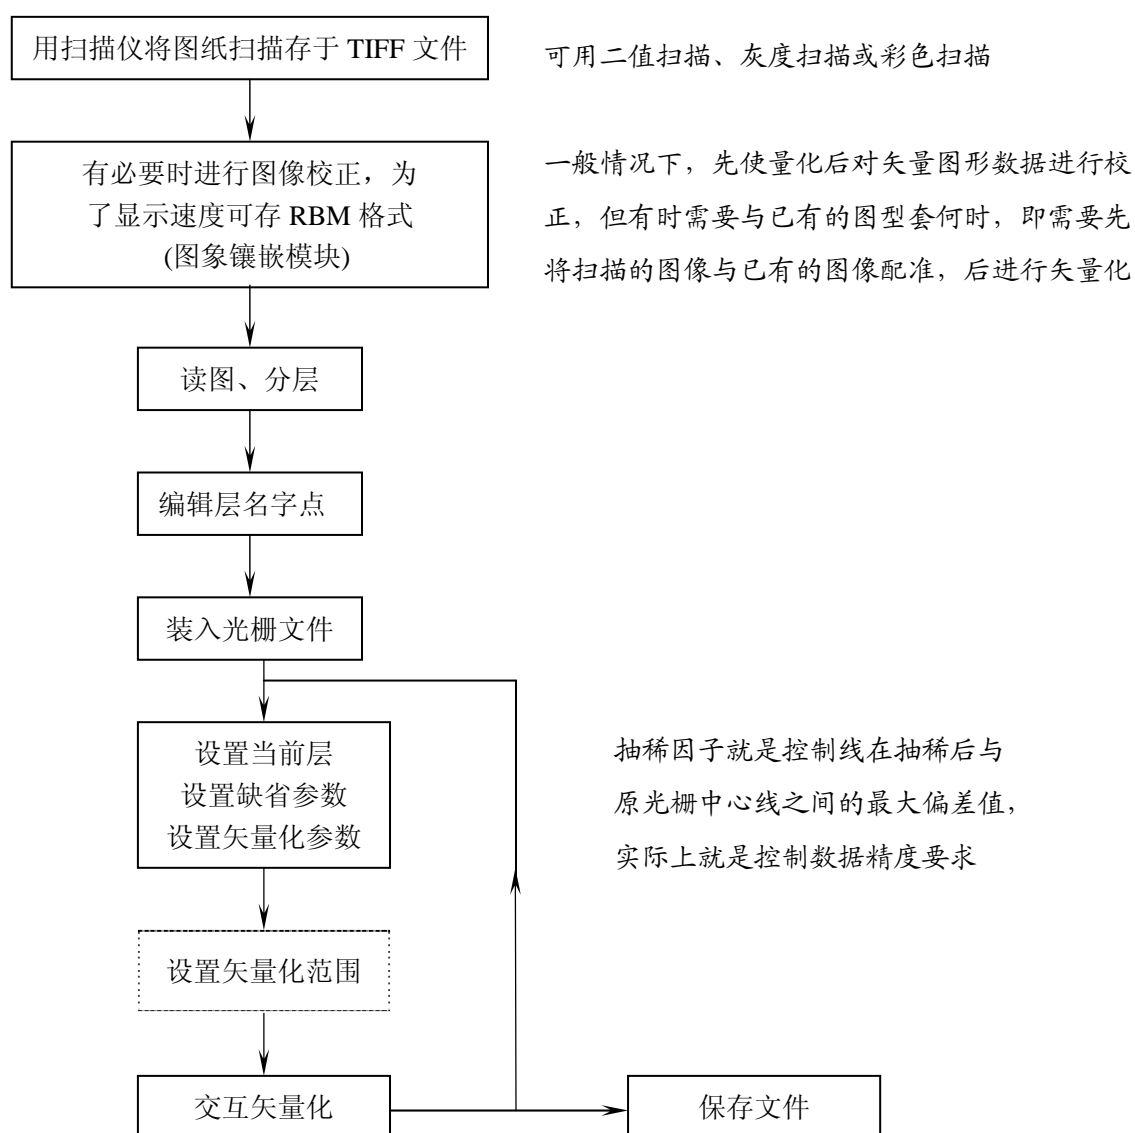 用扫描仪将图纸扫描存于 TIFF 文件
可用二值扫描、灰度扫描或彩色扫描
有必要时进行图像校正，为
了显示速度可存 RBM 格式
(图象镶嵌模块)
一般情况下，先使量化后对矢量图形数据进行校
正，但有时需要与已有的图型套何时，即需要先
将扫描的图像与已有的图像配准，后进行矢量化
读图、分层
编辑层名字点
装入光栅文件
设置当前层
设置缺省参数
设置矢量化参数
抽稀因子就是控制线在抽稀后与
原光栅中心线之间的最大偏差值，
实际上就是控制数据精度要求
设置矢量化范围
交互矢量化
保存文件